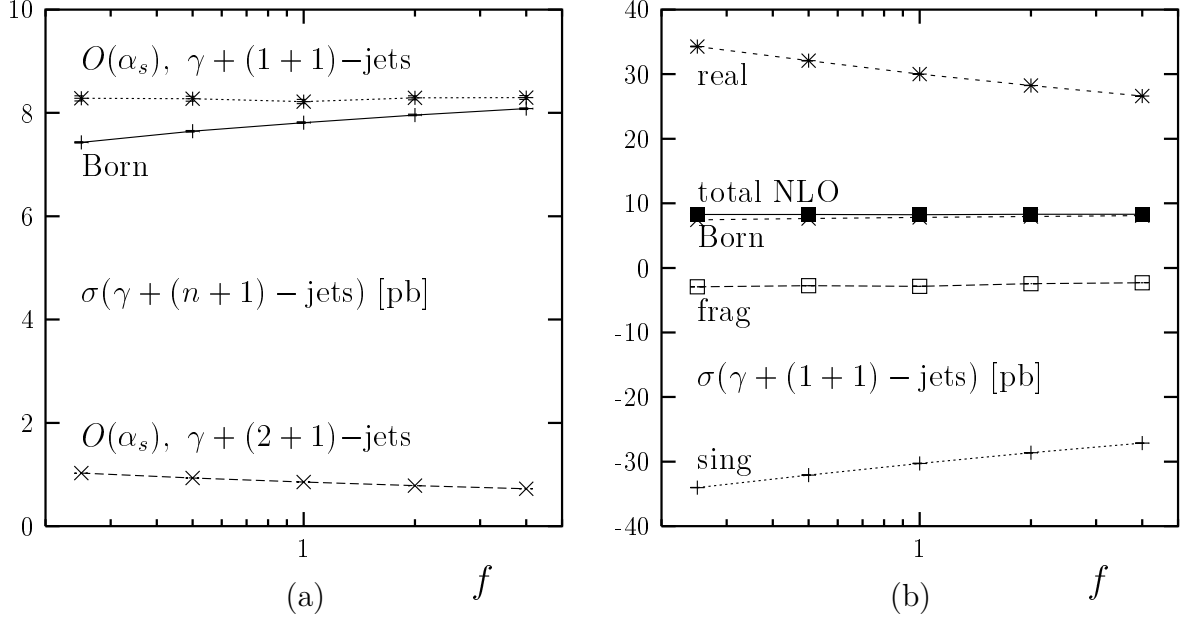 10
O(αₛ), γ + (1 + 1)−jets
8
Born
6
σ(γ + (n + 1) − jets) [pb]
4
2
O(αₛ), γ + (2 + 1)−jets
0
1
f
(a)
40
real
30
20
total NLO
10
Born
0
frag
-10
σ(γ + (1 + 1) − jets) [pb]
-20
sing
-30
-40
1
f
(b)